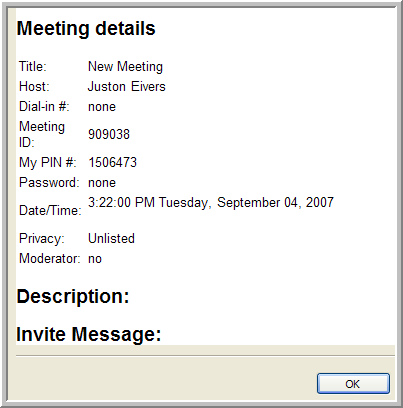 Meeting details
Title: New Meeting
Host: Juston Eivers
Dial-in #: none
Meeting
ID: 909038
My PIN #: 1506473
Password: none
Date/Time: 3:22:00 PM Tuesday, September 04, 2007
Privacy: Unlisted
Moderator: no
Description:
Invite Message:
OK